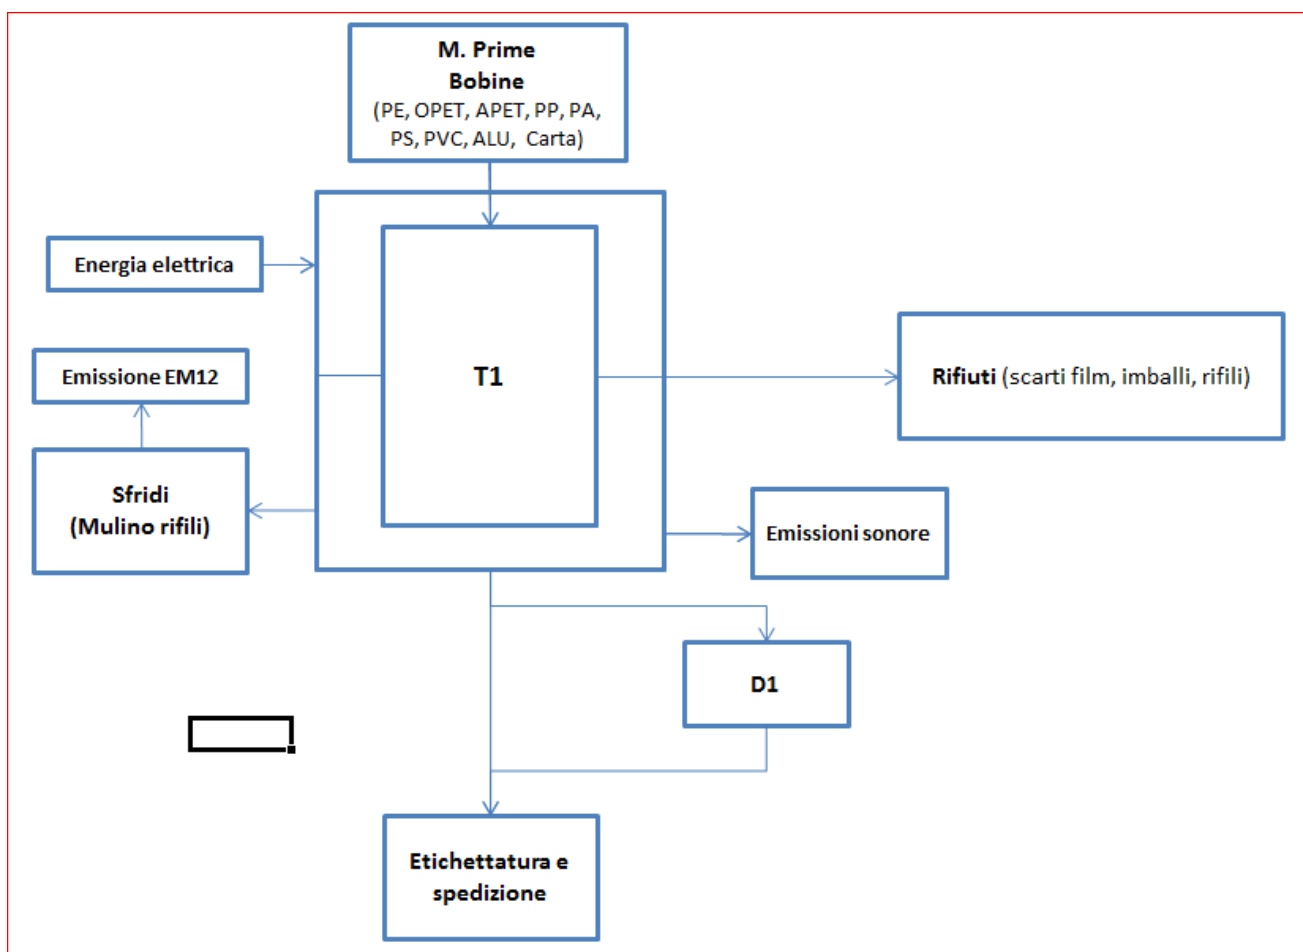 M. Prime
Bobine
(PE, OPET, APET, PP, PA,
PS, PVC, ALU, Carta)
Energia elettrica
T1
Emissione EM12
Rifiuti (scarti film, imballi, rifili)
Sfridi
(Mulino rifili)
Emissioni sonore
D1
Etichettatura e
spedizione